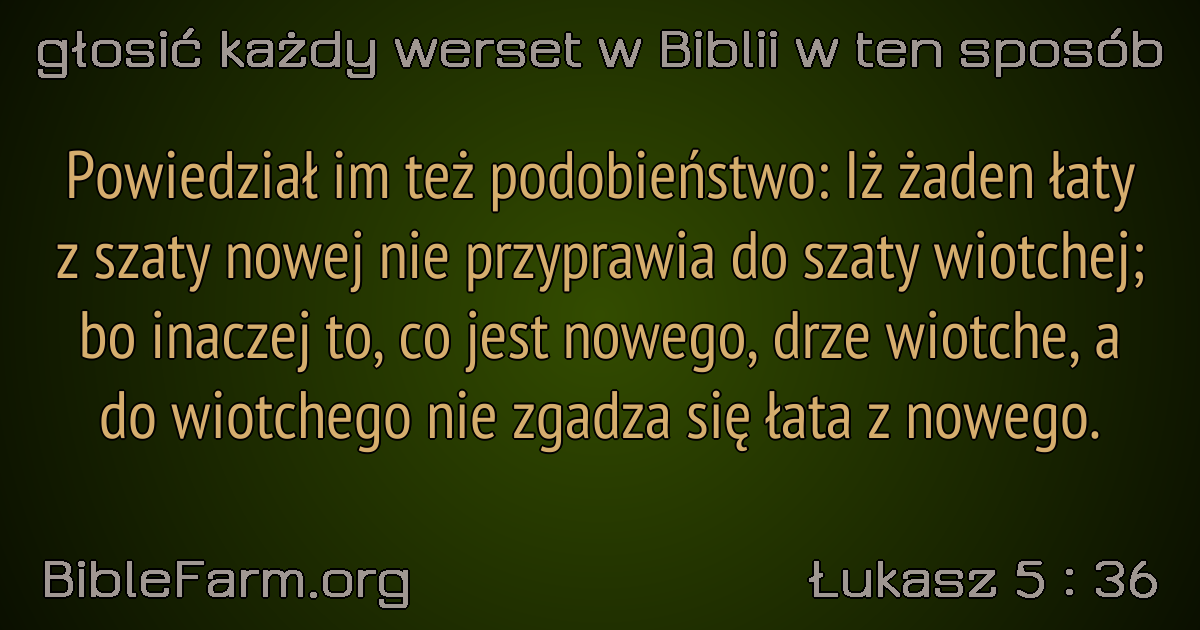 głosić każdy werset w Biblii w ten sposób
Powiedział im też podobieństwo: Iż żaden łaty
z szaty nowej nie przyprawia do szaty wiotchej;
bo inaczej to, co jest nowego, drze wiotche, a
do wiotchego nie zgadza się łata z nowego.
BibleFarm.org
Łukasz 5 : 36